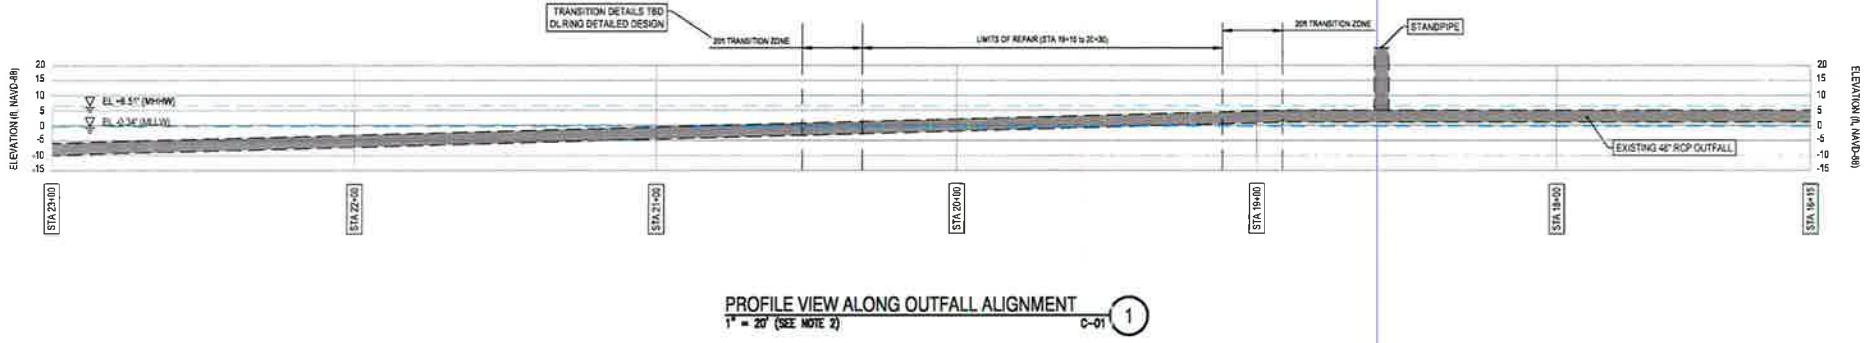 TRANSITION DETAILS TBD
DURING DETAILED DESIGN
20ft TRANSITION ZONE
LIMITS OF REPAIR (STA 19+10 to 20+30)
20ft TRANSITION ZONE
STANDPIPE
ELEVATION (ft, NAVD-88)
20
15
10
5
0
-5
-10
-15
EL +6.51' (MHHW)
EL -0.34' (MLLW)
20
15
10
5
0
-5
-10
-15
ELEVATION (ft, NAVD-88)
EXISTING 48" RCP OUTFALL
STA 23+00
STA 22+00
STA 21+00
STA 20+00
STA 19+00
STA 18+00
STA 16+15
PROFILE VIEW ALONG OUTFALL ALIGNMENT
1" = 20' (SEE NOTE 2)
C-01
1